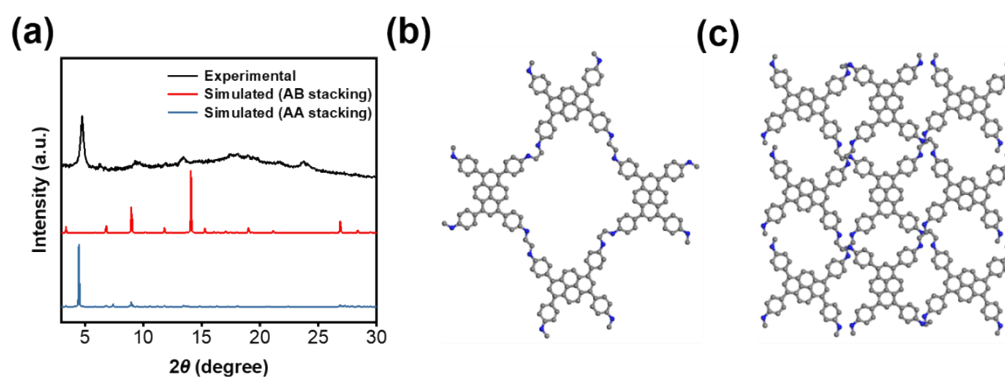 (a)
Experimental
Simulated (AB stacking)
Simulated (AA stacking)
Intensity (a.u.)
5 10 15 20 25 30
2θ (degree)
(b)
(c)